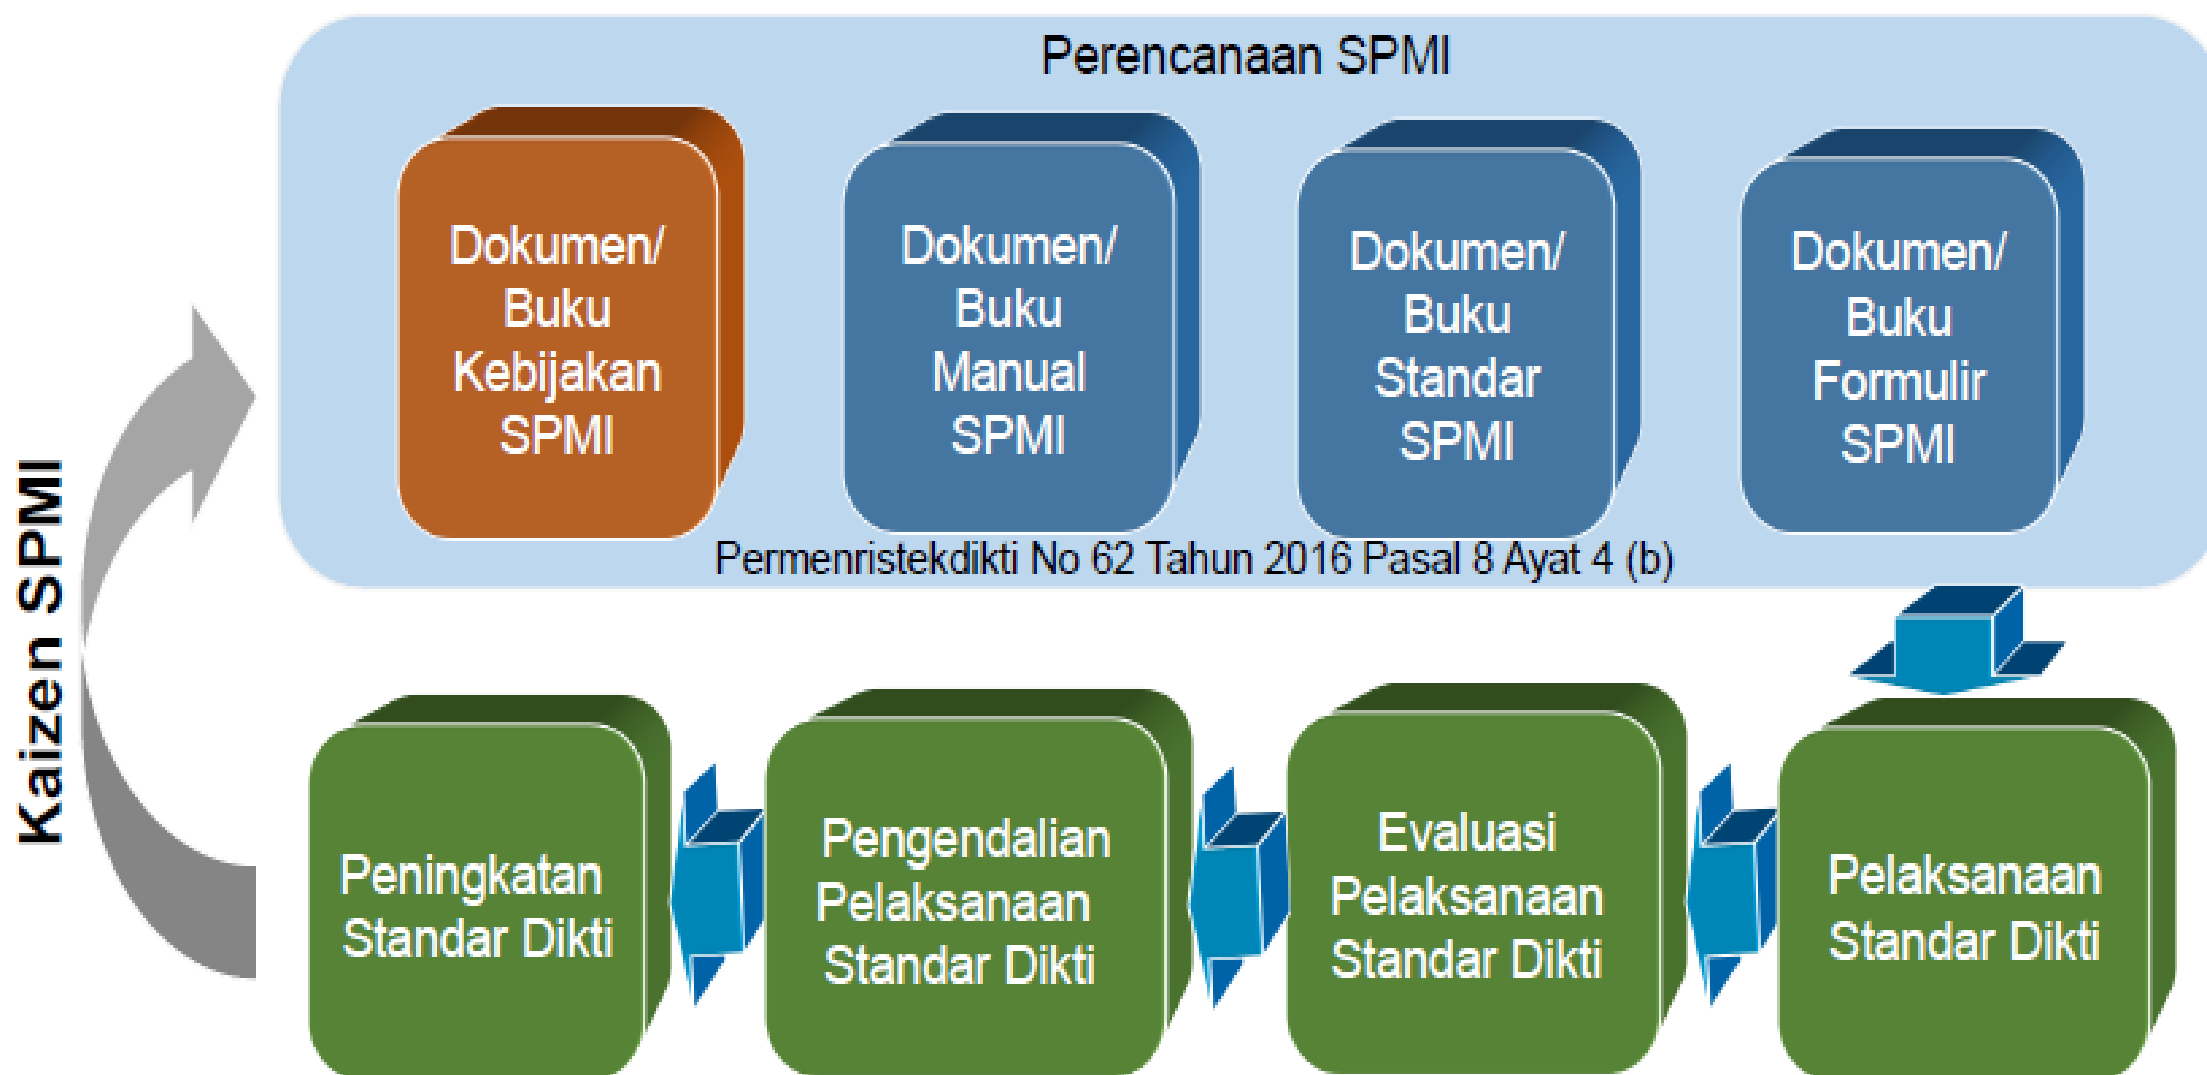 Perencanaan SPMI
Dokumen/
Buku
Kebijakan
SPMI
Dokumen/
Buku
Manual
SPMI
Dokumen/
Buku
Standar
SPMI
Dokumen/
Buku
Formulir
SPMI
Permenristekdikti No 62 Tahun 2016 Pasal 8 Ayat 4 (b)
Kaizen SPMI
Peningkatan
Standar Dikti
Pengendalian
Pelaksanaan
Standar Dikti
Evaluasi
Pelaksanaan
Standar Dikti
Pelaksanaan
Standar Dikti